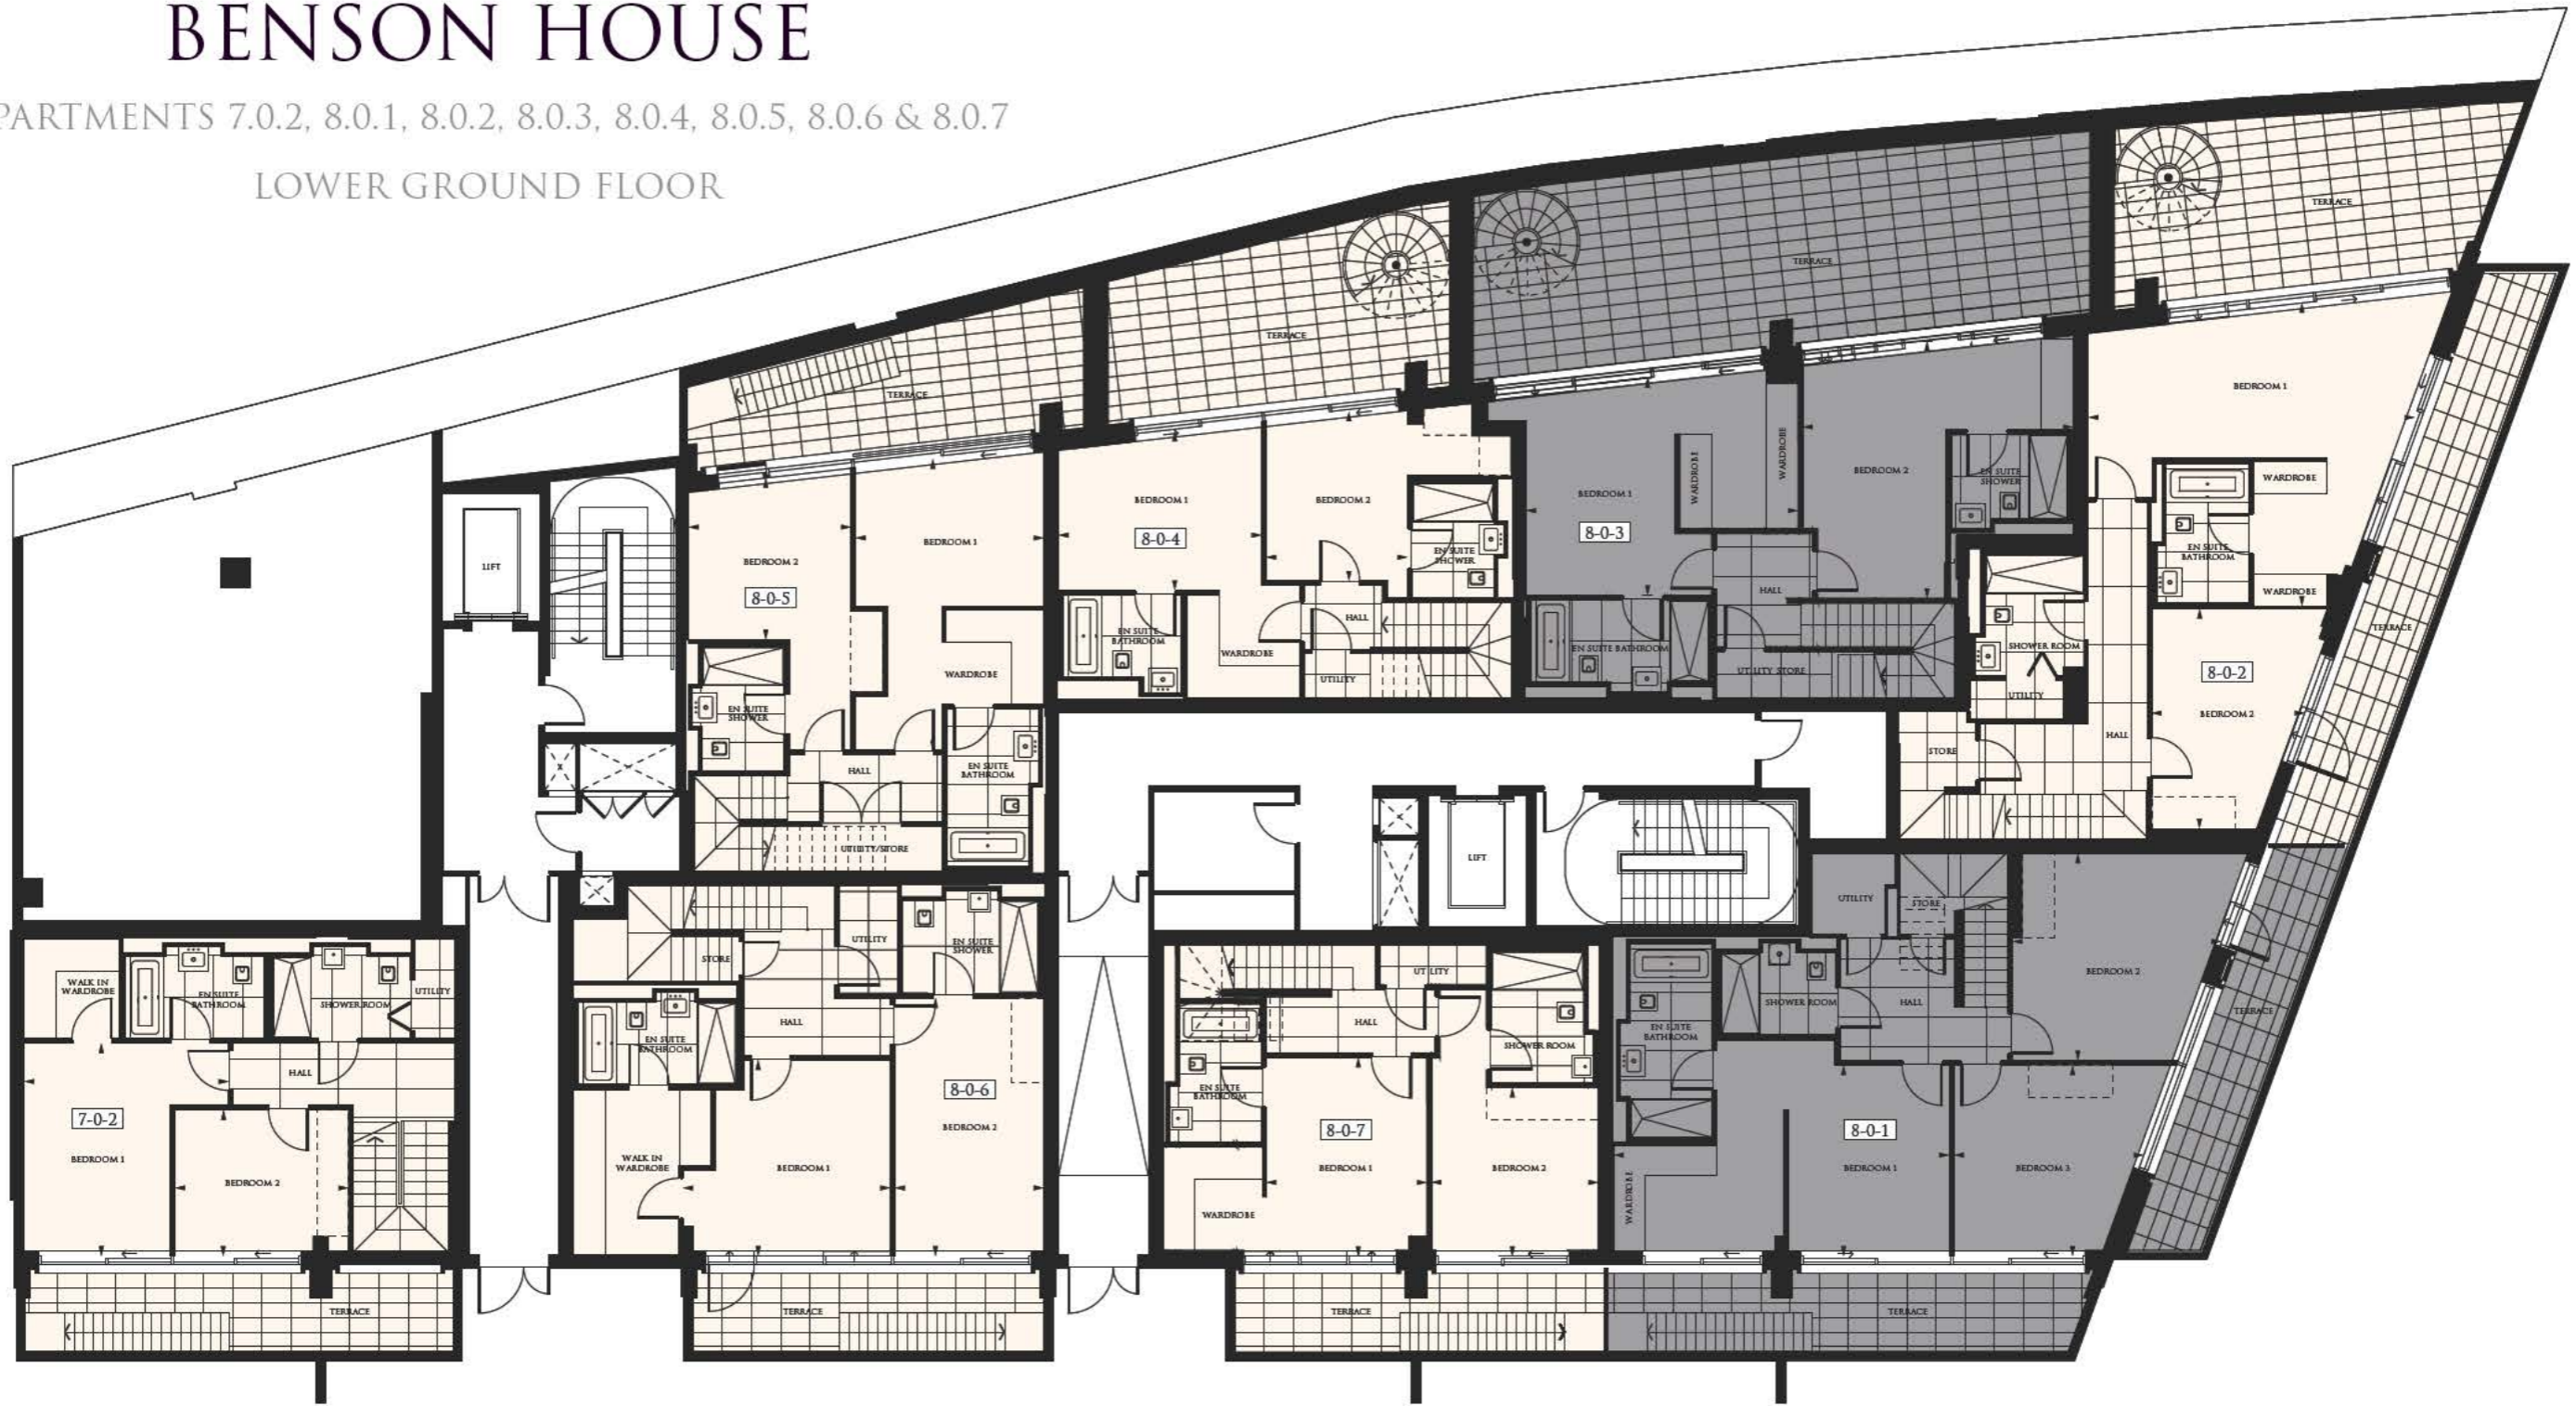 BENSON HOUSE
PARTMENTS 7.0.2, 8.0.1, 8.0.2, 8.0.3, 8.0.4, 8.0.5, 8.0.6 & 8.0.7
LOWER GROUND FLOOR
TERRACE
TERRACE
TERRACE
TERRACE
BEDROOM 1
WARDROBE
EN SUITE
BATHROOM
WARDROBE
TERRACE
SHOWER ROOM
UTILITY
8-0-2
BEDROOM 2
HALL
STORE
BEDROOM 1
8-0-3
WARDROBE
WARDROBE
BEDROOM 2
EN SUITE
SHOWER
HALL
EN SUITE BATHROOM
UTILITY STORE
BEDROOM 1
8-0-4
BEDROOM 2
EN SUITE
SHOWER
HALL
EN SUITE
BATHROOM
WARDROBE
UTILITY
LIFT
BEDROOM 2
8-0-5
BEDROOM 1
WARDROBE
EN SUITE
SHOWER
HALL
EN SUITE
BATHROOM
UTILITY/STORE
LIFT
WALK IN
WARDROBE
EN SUITE
BATHROOM
SHOWER ROOM
UTILITY
HALL
7-0-2
BEDROOM 1
BEDROOM 2
TERRACE
STORE
UTILITY
EN SUITE
SHOWER
EN SUITE
BATHROOM
HALL
8-0-6
BEDROOM 2
WALK IN
WARDROBE
BEDROOM 1
TERRACE
UTILITY
HALL
SHOWER ROOM
EN SUITE
BATHROOM
8-0-7
BEDROOM 1
BEDROOM 2
WARDROBE
TERRACE
UTILITY
STORE
BEDROOM 2
SHOWER ROOM
HALL
EN SUITE
BATHROOM
TERRACE
8-0-1
BEDROOM 1
BEDROOM 3
WARDROBE
TERRACE